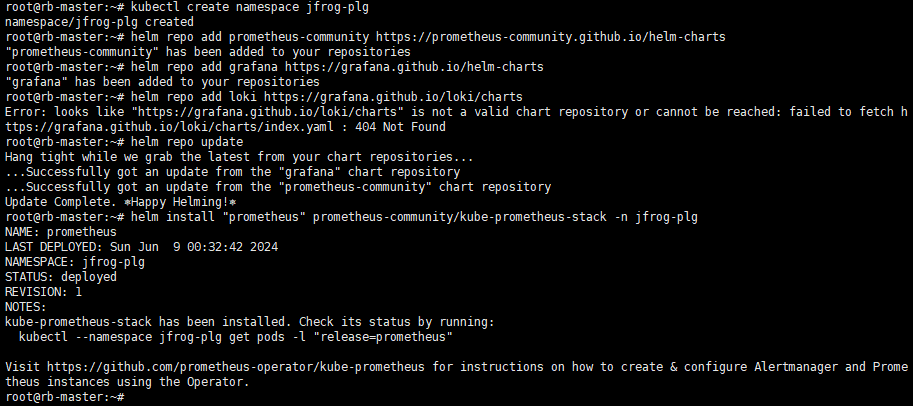 root@rb-master:~# kubectl create namespace jfrog-plg
namespace/jfrog-plg created
root@rb-master:~# helm repo add prometheus-community https://prometheus-community.github.io/helm-charts
"prometheus-community" has been added to your repositories
root@rb-master:~# helm repo add grafana https://grafana.github.io/helm-charts
"grafana" has been added to your repositories
root@rb-master:~# helm repo add loki https://grafana.github.io/loki/charts
Error: looks like "https://grafana.github.io/loki/charts" is not a valid chart repository or cannot be reached: failed to fetch h
ttps://grafana.github.io/loki/charts/index.yaml : 404 Not Found
root@rb-master:~# helm repo update
Hang tight while we grab the latest from your chart repositories...
...Successfully got an update from the "grafana" chart repository
...Successfully got an update from the "prometheus-community" chart repository
Update Complete. ⎈Happy Helming!⎈
root@rb-master:~# helm install "prometheus" prometheus-community/kube-prometheus-stack -n jfrog-plg
NAME: prometheus
LAST DEPLOYED: Sun Jun  9 00:32:42 2024
NAMESPACE: jfrog-plg
STATUS: deployed
REVISION: 1
NOTES:
kube-prometheus-stack has been installed. Check its status by running:
  kubectl --namespace jfrog-plg get pods -l "release=prometheus"

Visit https://github.com/prometheus-operator/kube-prometheus for instructions on how to create & configure Alertmanager and Prome
theus instances using the Operator.
root@rb-master:~#